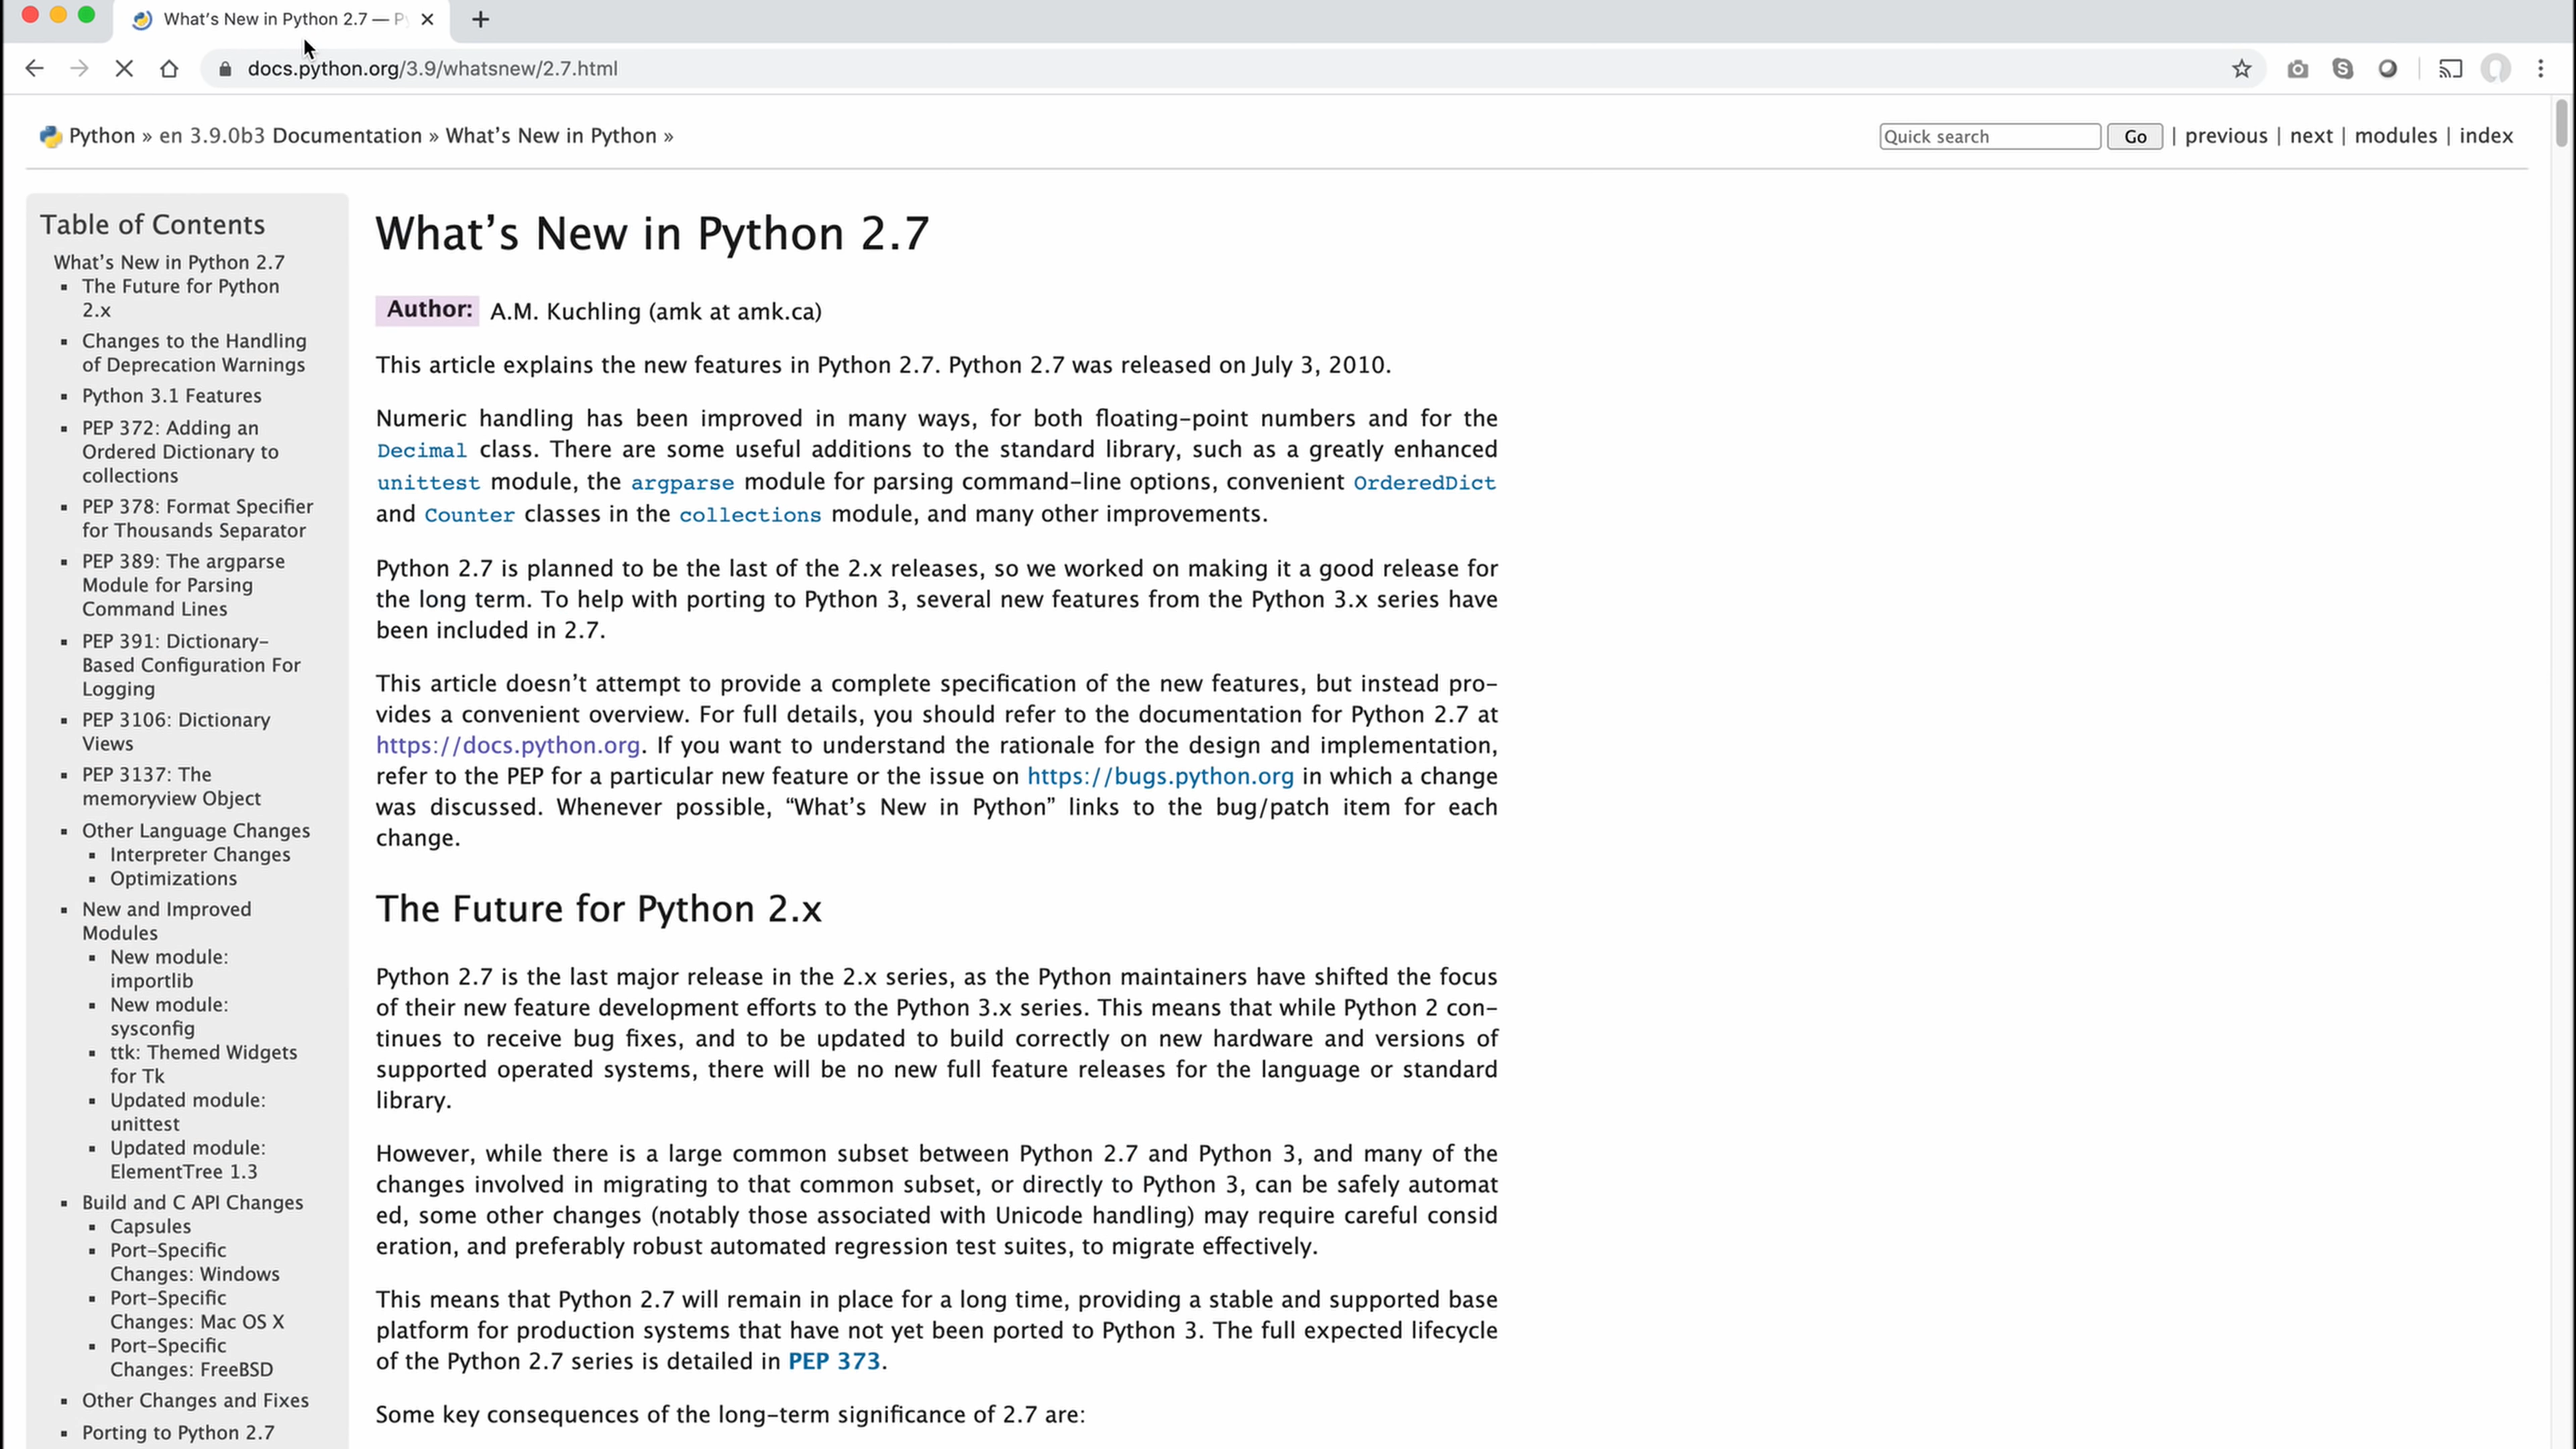 What's New in Python 2.7 — P
docs.python.org/3.9/whatsnew/2.7.html
Python » en 3.9.0b3 Documentation » What's New in Python »
Quick search Go | previous | next | modules | index
Table of Contents
What's New in Python 2.7
The Future for Python
2.x
Changes to the Handling
of Deprecation Warnings
Python 3.1 Features
PEP 372: Adding an
Ordered Dictionary to
collections
PEP 378: Format Specifier
for Thousands Separator
PEP 389: The argparse
Module for Parsing
Command Lines
PEP 391: Dictionary-
Based Configuration For
Logging
PEP 3106: Dictionary
Views
PEP 3137: The
memoryview Object
Other Language Changes
Interpreter Changes
Optimizations
New and Improved
Modules
New module:
importlib
New module:
sysconfig
ttk: Themed Widgets
for Tk
Updated module:
unittest
Updated module:
ElementTree 1.3
Build and C API Changes
Capsules
Port-Specific
Changes: Windows
Port-Specific
Changes: Mac OS X
Port-Specific
Changes: FreeBSD
Other Changes and Fixes
Porting to Python 2.7
What's New in Python 2.7
Author: A.M. Kuchling (amk at amk.ca)
This article explains the new features in Python 2.7. Python 2.7 was released on July 3, 2010.
Numeric handling has been improved in many ways, for both floating-point numbers and for the
Decimal class. There are some useful additions to the standard library, such as a greatly enhanced
unittest module, the argparse module for parsing command-line options, convenient OrderedDict
and Counter classes in the collections module, and many other improvements.
Python 2.7 is planned to be the last of the 2.x releases, so we worked on making it a good release for
the long term. To help with porting to Python 3, several new features from the Python 3.x series have
been included in 2.7.
This article doesn't attempt to provide a complete specification of the new features, but instead pro-
vides a convenient overview. For full details, you should refer to the documentation for Python 2.7 at
https://docs.python.org. If you want to understand the rationale for the design and implementation,
refer to the PEP for a particular new feature or the issue on https://bugs.python.org in which a change
was discussed. Whenever possible, “What's New in Python” links to the bug/patch item for each
change.
The Future for Python 2.x
Python 2.7 is the last major release in the 2.x series, as the Python maintainers have shifted the focus
of their new feature development efforts to the Python 3.x series. This means that while Python 2 con-
tinues to receive bug fixes, and to be updated to build correctly on new hardware and versions of
supported operated systems, there will be no new full feature releases for the language or standard
library.
However, while there is a large common subset between Python 2.7 and Python 3, and many of the
changes involved in migrating to that common subset, or directly to Python 3, can be safely automat
ed, some other changes (notably those associated with Unicode handling) may require careful consid
eration, and preferably robust automated regression test suites, to migrate effectively.
This means that Python 2.7 will remain in place for a long time, providing a stable and supported base
platform for production systems that have not yet been ported to Python 3. The full expected lifecycle
of the Python 2.7 series is detailed in PEP 373.
Some key consequences of the long-term significance of 2.7 are: